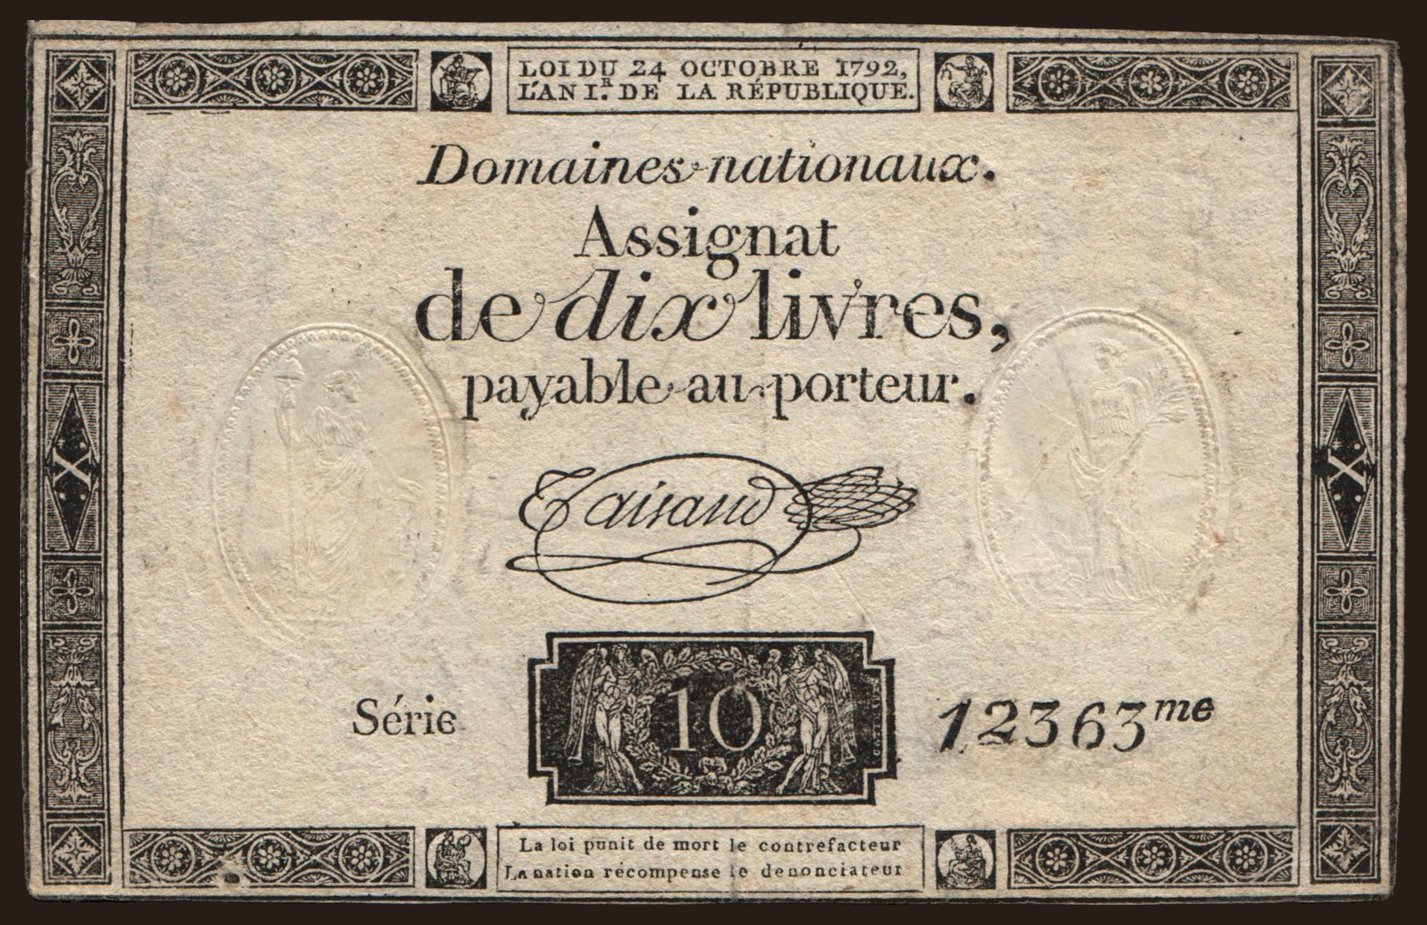 LOI DU 24 OCTOBRE 1792,
L'AN I.R DE LA RÉPUBLIQUE.
Domaines nationaux.
Assignat
de dix livres,
payable au porteur.
X X
Taisaud
Série 10 12363me
La loi punit de mort le contrefacteur
La nation récompense le dénonciateur